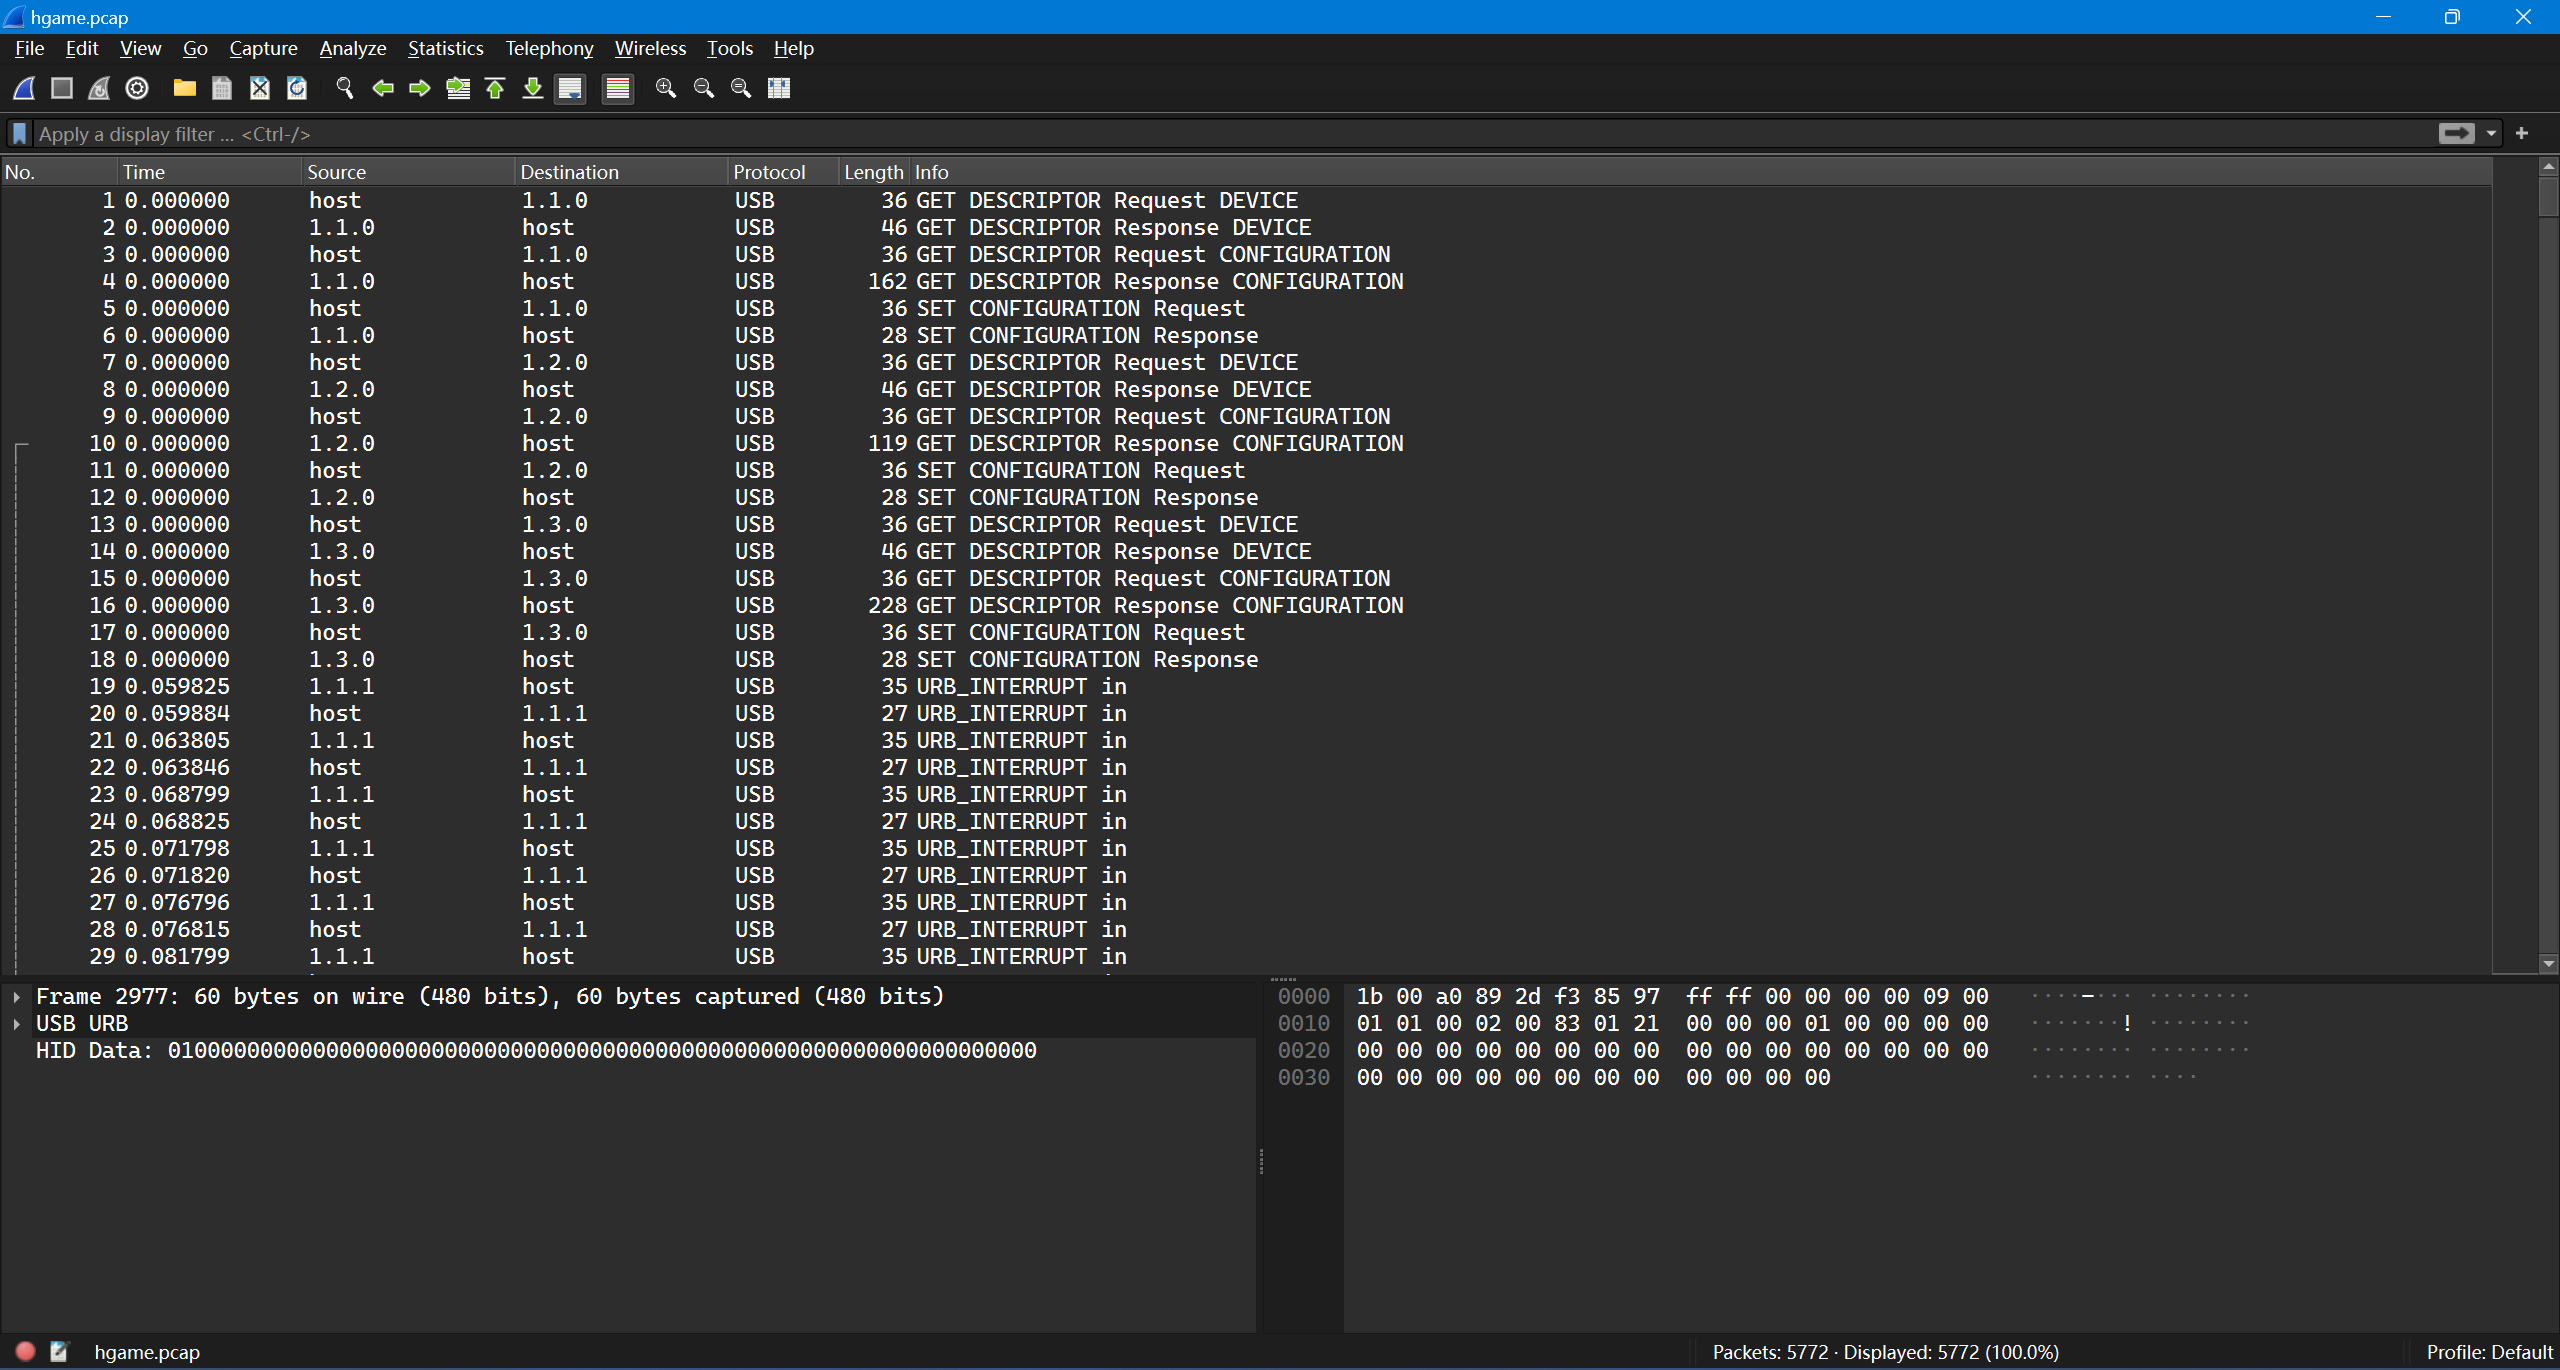 hgame.pcap
File Edit View Go Capture Analyze Statistics Telephony Wireless Tools Help
Apply a display filter ... <Ctrl-/>
No. Time Source Destination Protocol Length Info
1 0.000000 host 1.1.0 USB 36 GET DESCRIPTOR Request DEVICE
2 0.000000 1.1.0 host USB 46 GET DESCRIPTOR Response DEVICE
3 0.000000 host 1.1.0 USB 36 GET DESCRIPTOR Request CONFIGURATION
4 0.000000 1.1.0 host USB 162 GET DESCRIPTOR Response CONFIGURATION
5 0.000000 host 1.1.0 USB 36 SET CONFIGURATION Request
6 0.000000 1.1.0 host USB 28 SET CONFIGURATION Response
7 0.000000 host 1.2.0 USB 36 GET DESCRIPTOR Request DEVICE
8 0.000000 1.2.0 host USB 46 GET DESCRIPTOR Response DEVICE
9 0.000000 host 1.2.0 USB 36 GET DESCRIPTOR Request CONFIGURATION
10 0.000000 1.2.0 host USB 119 GET DESCRIPTOR Response CONFIGURATION
11 0.000000 host 1.2.0 USB 36 SET CONFIGURATION Request
12 0.000000 1.2.0 host USB 28 SET CONFIGURATION Response
13 0.000000 host 1.3.0 USB 36 GET DESCRIPTOR Request DEVICE
14 0.000000 1.3.0 host USB 46 GET DESCRIPTOR Response DEVICE
15 0.000000 host 1.3.0 USB 36 GET DESCRIPTOR Request CONFIGURATION
16 0.000000 1.3.0 host USB 228 GET DESCRIPTOR Response CONFIGURATION
17 0.000000 host 1.3.0 USB 36 SET CONFIGURATION Request
18 0.000000 1.3.0 host USB 28 SET CONFIGURATION Response
19 0.059825 1.1.1 host USB 35 URB_INTERRUPT in
20 0.059884 host 1.1.1 USB 27 URB_INTERRUPT in
21 0.063805 1.1.1 host USB 35 URB_INTERRUPT in
22 0.063846 host 1.1.1 USB 27 URB_INTERRUPT in
23 0.068799 1.1.1 host USB 35 URB_INTERRUPT in
24 0.068825 host 1.1.1 USB 27 URB_INTERRUPT in
25 0.071798 1.1.1 host USB 35 URB_INTERRUPT in
26 0.071820 host 1.1.1 USB 27 URB_INTERRUPT in
27 0.076796 1.1.1 host USB 35 URB_INTERRUPT in
28 0.076815 host 1.1.1 USB 27 URB_INTERRUPT in
29 0.081799 1.1.1 host USB 35 URB_INTERRUPT in
Frame 2977: 60 bytes on wire (480 bits), 60 bytes captured (480 bits)
USB URB
HID Data: 010000000000000000000000000000000000000000000000000000000000000000
0000 1b 00 a0 89 2d f3 85 97 ff ff 00 00 00 00 09 00 ····-··· ········
0010 01 01 00 02 00 83 01 21 00 00 00 01 00 00 00 00 ·······! ········
0020 00 00 00 00 00 00 00 00 00 00 00 00 00 00 00 00 ········ ········
0030 00 00 00 00 00 00 00 00 00 00 00 00 ········ ····
hgame.pcap
Packets: 5772 · Displayed: 5772 (100.0%)
Profile: Default